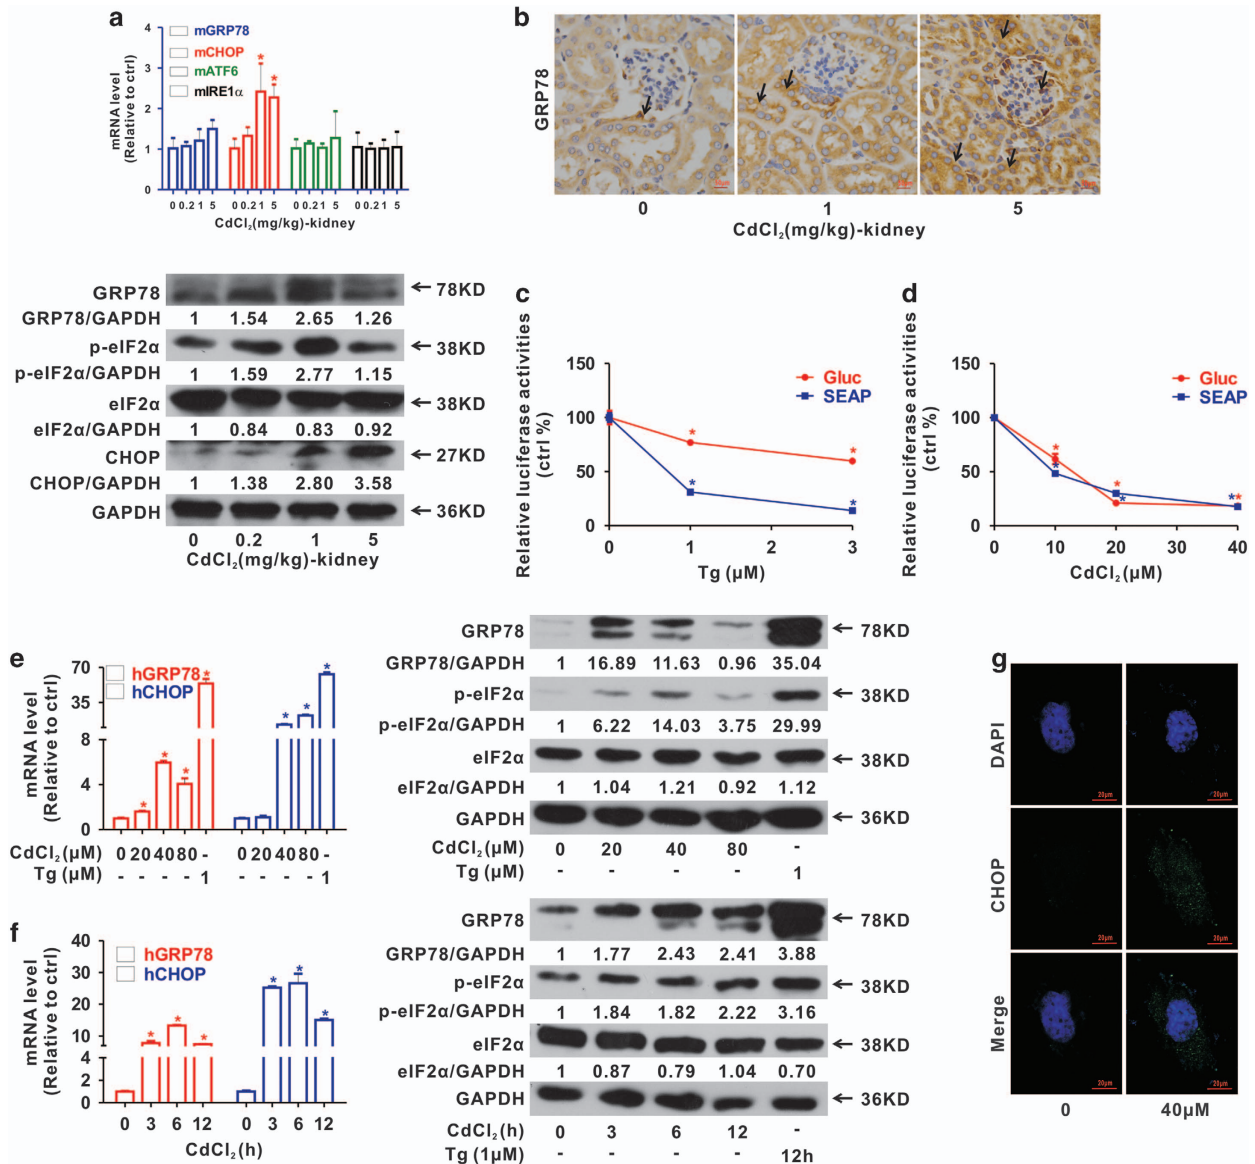 a
mRNA level
(Relative to ctrl)
4
3
2
1
0
mGRP78
mCHOP
mATF6
mIRE1α
* *
0 0.2 1 5 0 0.2 1 5 0 0.2 1 5 0 0.2 1 5
CdCl₂(mg/kg)-kidney
b
GRP78
0 1 5
CdCl₂(mg/kg)-kidney
GRP78 ← 78KD
GRP78/GAPDH 1 1.54 2.65 1.26
p-eIF2α ← 38KD
p-eIF2α/GAPDH 1 1.59 2.77 1.15
eIF2α ← 38KD
eIF2α/GAPDH 1 0.84 0.83 0.92
CHOP ← 27KD
CHOP/GAPDH 1 1.38 2.80 3.58
GAPDH ← 36KD
0 0.2 1 5
CdCl₂(mg/kg)-kidney
c
Relative luciferase activities
(ctrl %)
150
100
50
0
Gluc
SEAP
* *
* *
0 1 2 3
Tg (μM)
d
Relative luciferase activities
(ctrl %)
150
100
50
0
Gluc
SEAP
* * *
* * *
0 10 20 30 40
CdCl₂(μM)
e
mRNA level
(Relative to ctrl)
70
35
8
4
0
hGRP78
hCHOP
* * * *
* * *
CdCl₂(μM) 0 20 40 80 - 0 20 40 80 -
Tg (μM) - - - - 1 - - - - 1
GRP78 ← 78KD
GRP78/GAPDH 1 16.89 11.63 0.96 35.04
p-eIF2α ← 38KD
p-eIF2α/GAPDH 1 6.22 14.03 3.75 29.99
eIF2α ← 38KD
eIF2α/GAPDH 1 1.04 1.21 0.92 1.12
GAPDH ← 36KD
CdCl₂(μM) 0 20 40 80 -
Tg (μM) - - - - 1
f
mRNA level
(Relative to ctrl)
40
30
20
10
4
2
0
hGRP78
hCHOP
* * *
* * *
0 3 6 12 0 3 6 12
CdCl₂(h)
GRP78 ← 78KD
GRP78/GAPDH 1 1.77 2.43 2.41 3.88
p-eIF2α ← 38KD
p-eIF2α/GAPDH 1 1.84 1.82 2.22 3.16
eIF2α ← 38KD
eIF2α/GAPDH 1 0.87 0.79 1.04 0.70
GAPDH ← 36KD
CdCl₂(h) 0 3 6 12 -
Tg (1μM) - - - - 12h
g
DAPI
20μm 20μm
CHOP
20μm 20μm
Merge
20μm 20μm
0 40μM